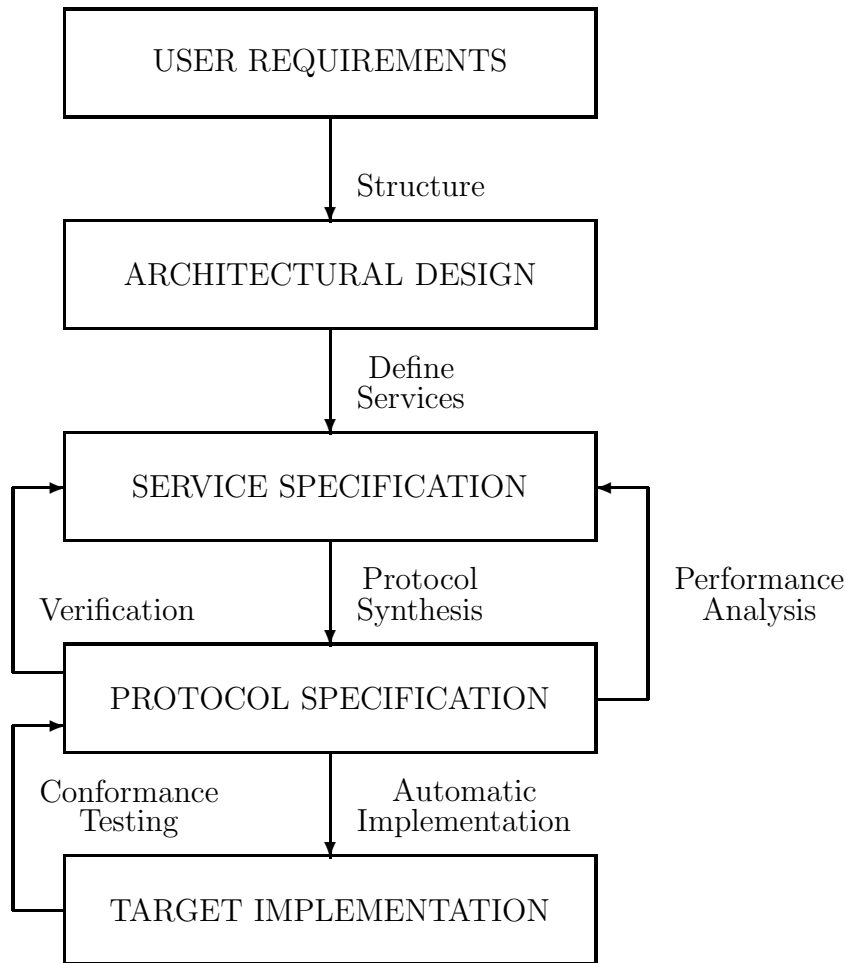 USER REQUIREMENTS
Structure
ARCHITECTURAL DESIGN
Define
Services
SERVICE SPECIFICATION
Verification
Protocol
Synthesis
Performance
Analysis
PROTOCOL SPECIFICATION
Conformance
Testing
Automatic
Implementation
TARGET IMPLEMENTATION